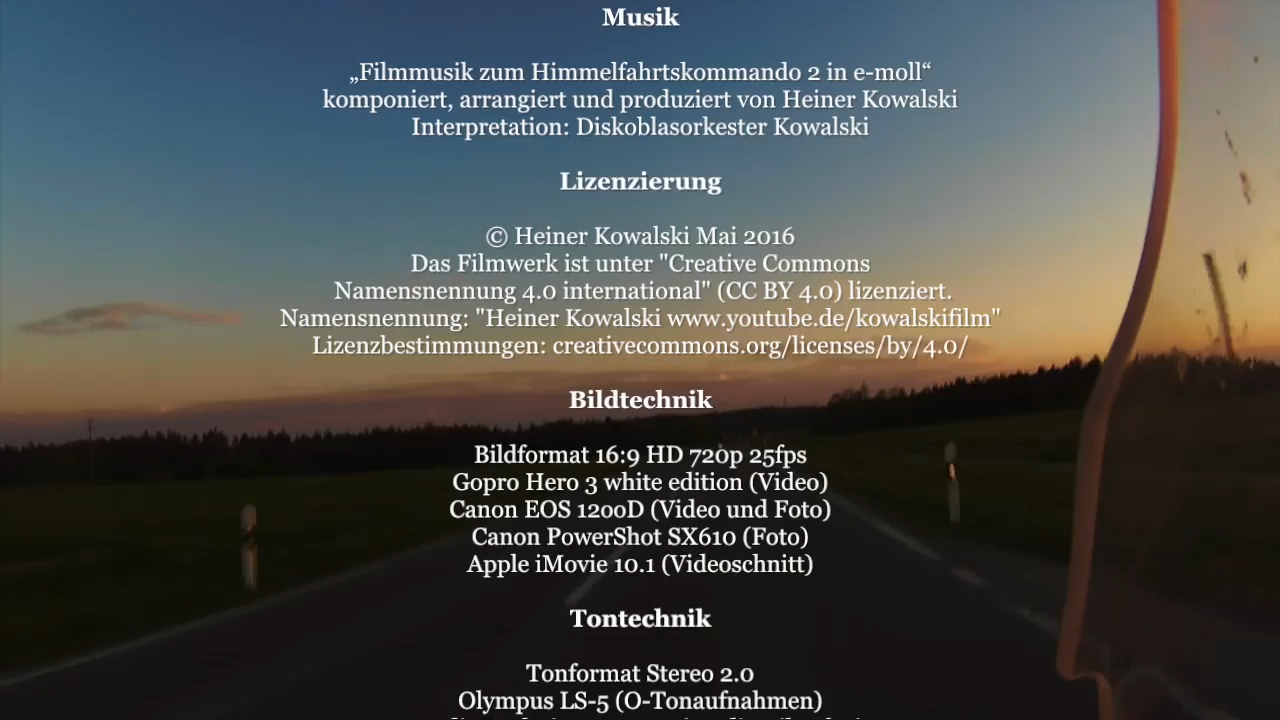 Musik
„Filmmusik zum Himmelfahrtskommando 2 in e-moll“
komponiert, arrangiert und produziert von Heiner Kowalski
Interpretation: Diskoblasorkester Kowalski
Lizenzierung
© Heiner Kowalski Mai 2016
Das Filmwerk ist unter "Creative Commons
Namensnennung 4.0 international" (CC BY 4.0) lizenziert.
Namensnennung: "Heiner Kowalski www.youtube.de/kowalskifilm"
Lizenzbestimmungen: creativecommons.org/licenses/by/4.0/
Bildtechnik
Bildformat 16:9 HD 720p 25fps
Gopro Hero 3 white edition (Video)
Canon EOS 1200D (Video und Foto)
Canon PowerShot SX610 (Foto)
Apple iMovie 10.1 (Videoschnitt)
Tontechnik
Tonformat Stereo 2.0
Olympus LS-5 (O-Tonaufnahmen)